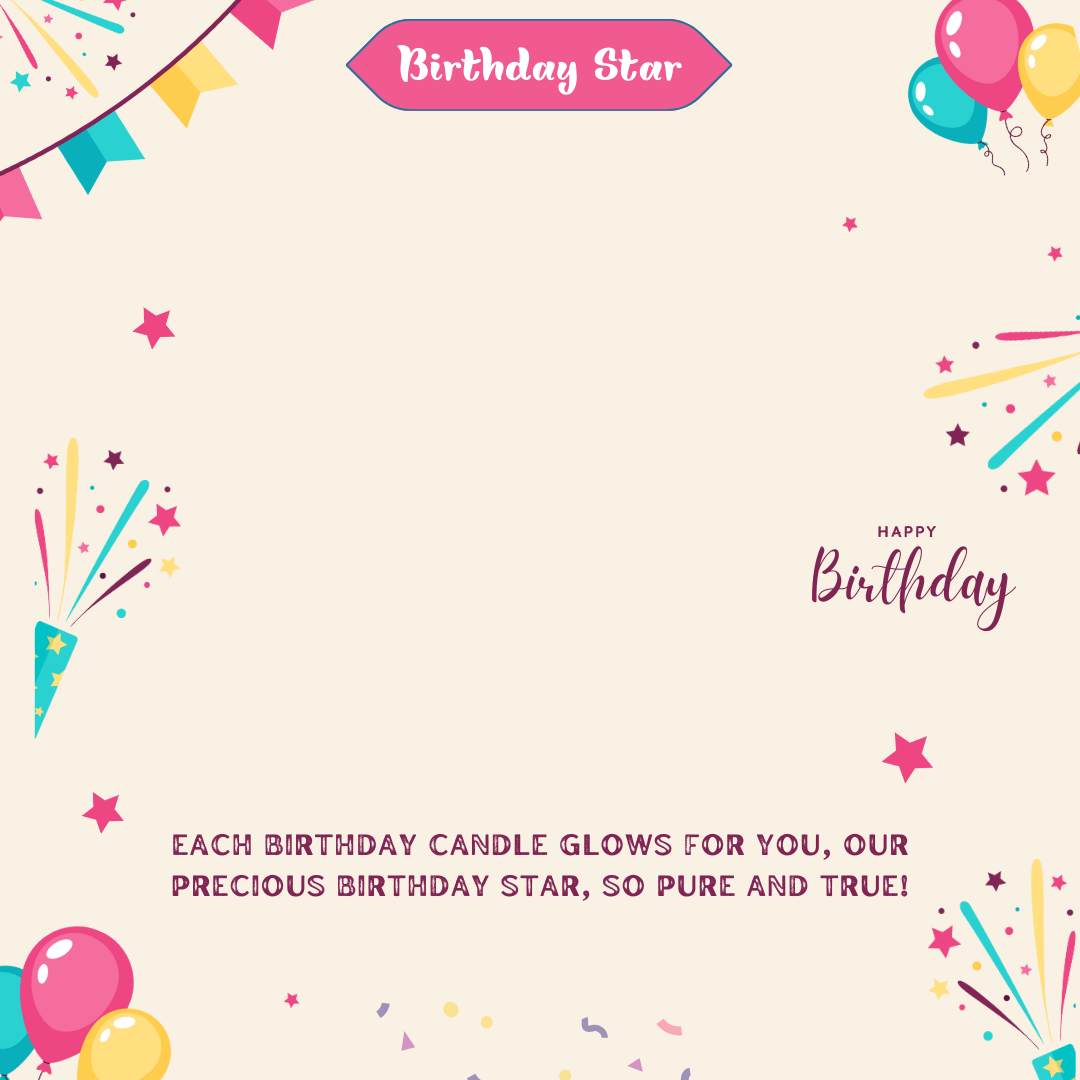 Birthday Star
HAPPY
Birthday
EACH BIRTHDAY CANDLE GLOWS FOR YOU, OUR
PRECIOUS BIRTHDAY STAR, SO PURE AND TRUE!